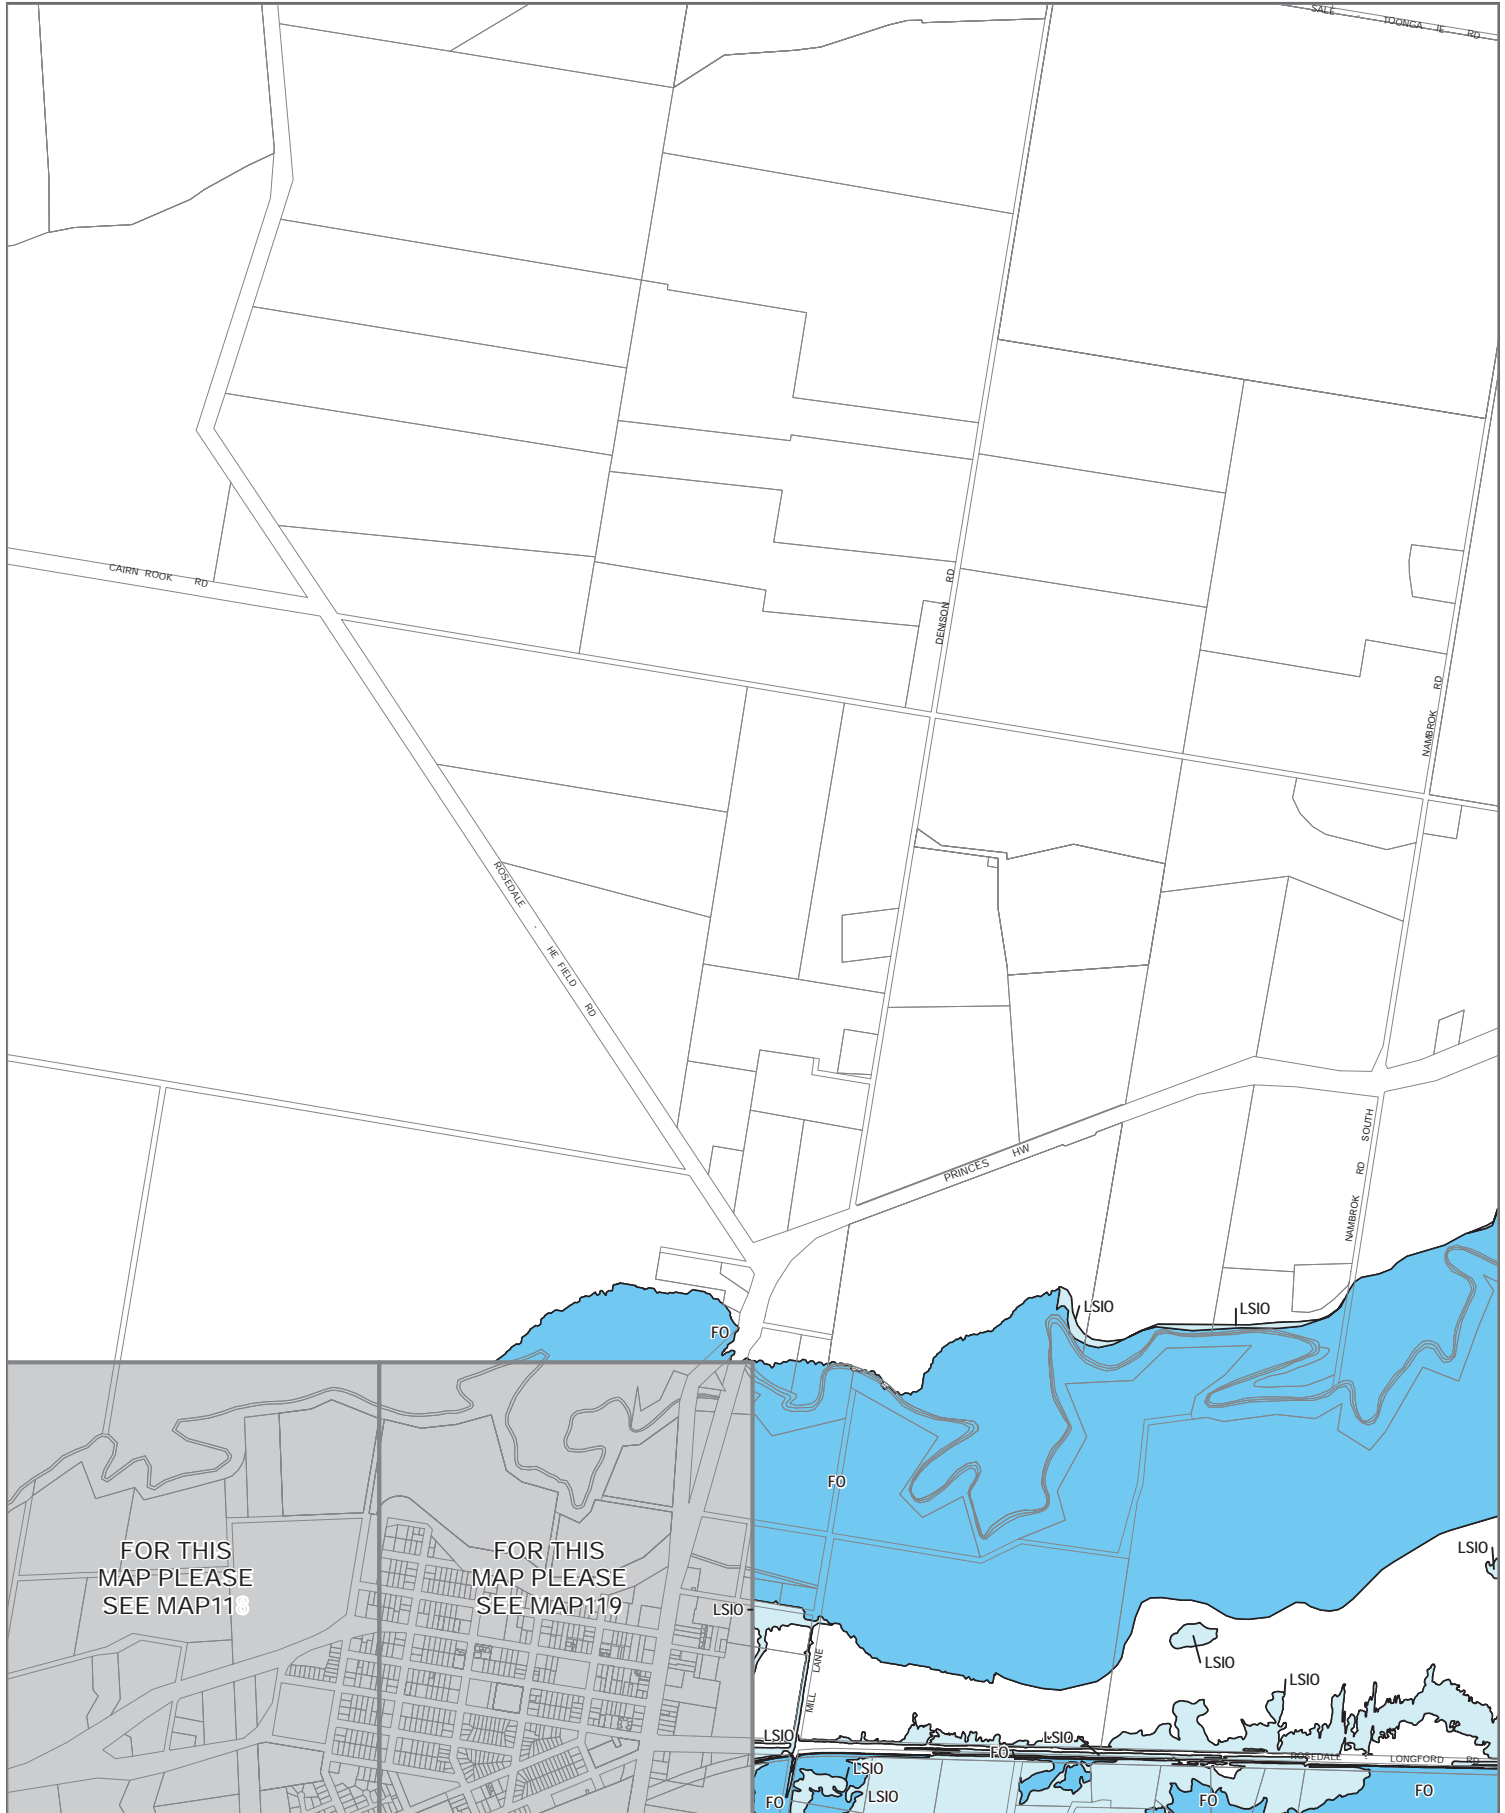 SALE TOONGA IE RD
CAIRN ROOK RD
DENISON RD
NAMBROK RD
ROSEDALE - HE FIELD RD
PRINCES HW
NAMBROK RD SOUTH
LSIO
LSIO
FO
FO
LSIO
FOR THIS
MAP PLEASE
SEE MAP118
FOR THIS
MAP PLEASE
SEE MAP119
LSIO
MILL LANE
LSIO
LSIO
LSIO
LSIO
FO
ROSEDALE - LONGFORD RD
LSIO
LSIO
FO
FO
FO